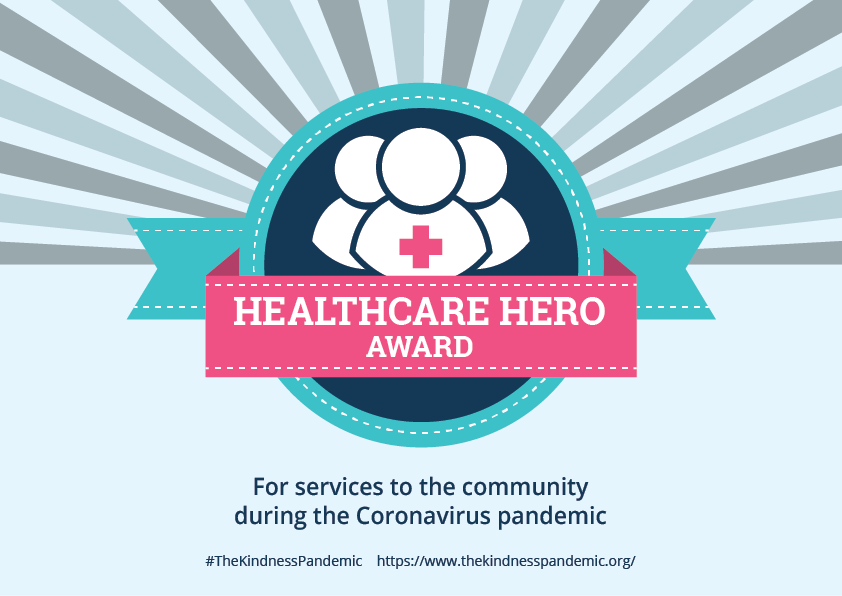 HEALTHCARE HERO
AWARD
For services to the community
during the Coronavirus pandemic
#TheKindnessPandemic https://www.thekindnesspandemic.org/